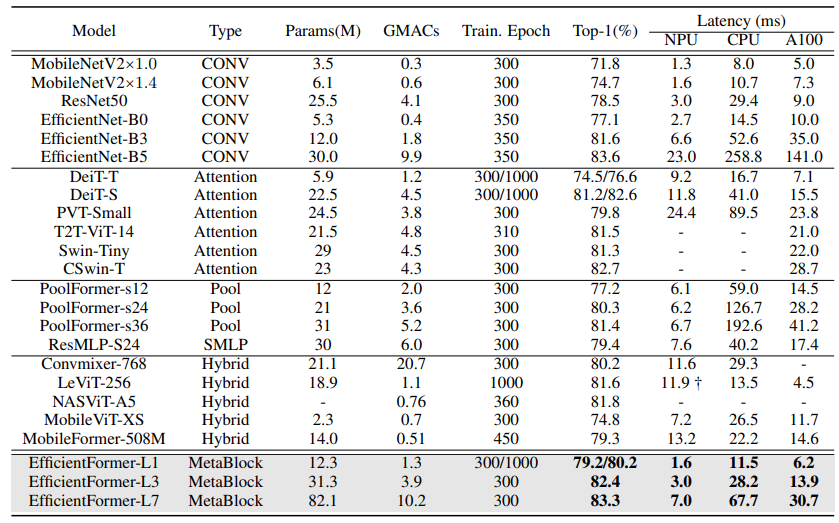 Model Type Params(M) GMACs Train. Epoch Top-1(%) Latency (ms)
NPU CPU A100
MobileNetV2×1.0 CONV 3.5 0.3 300 71.8 1.3 8.0 5.0
MobileNetV2×1.4 CONV 6.1 0.6 300 74.7 1.6 10.7 7.3
ResNet50 CONV 25.5 4.1 300 78.5 3.0 29.4 9.0
EfficientNet-B0 CONV 5.3 0.4 350 77.1 2.7 14.5 10.0
EfficientNet-B3 CONV 12.0 1.8 350 81.6 6.6 52.6 35.0
EfficientNet-B5 CONV 30.0 9.9 350 83.6 23.0 258.8 141.0
DeiT-T Attention 5.9 1.2 300/1000 74.5/76.6 9.2 16.7 7.1
DeiT-S Attention 22.5 4.5 300/1000 81.2/82.6 11.8 41.0 15.5
PVT-Small Attention 24.5 3.8 300 79.8 24.4 89.5 23.8
T2T-ViT-14 Attention 21.5 4.8 310 81.5 - - 21.0
Swin-Tiny Attention 29 4.5 300 81.3 - - 22.0
CSwin-T Attention 23 4.3 300 82.7 - - 28.7
PoolFormer-s12 Pool 12 2.0 300 77.2 6.1 59.0 14.5
PoolFormer-s24 Pool 21 3.6 300 80.3 6.2 126.7 28.2
PoolFormer-s36 Pool 31 5.2 300 81.4 6.7 192.6 41.2
ResMLP-S24 SMLP 30 6.0 300 79.4 7.6 40.2 17.4
Convmixer-768 Hybrid 21.1 20.7 300 80.2 11.6 29.3 -
LeViT-256 Hybrid 18.9 1.1 1000 81.6 11.9 † 13.5 4.5
NASViT-A5 Hybrid - 0.76 360 81.8 - - -
MobileViT-XS Hybrid 2.3 0.7 300 74.8 7.2 26.5 11.7
MobileFormer-508M Hybrid 14.0 0.51 450 79.3 13.2 22.2 14.6
EfficientFormer-L1 MetaBlock 12.3 1.3 300/1000 79.2/80.2 1.6 11.5 6.2
EfficientFormer-L3 MetaBlock 31.3 3.9 300 82.4 3.0 28.2 13.9
EfficientFormer-L7 MetaBlock 82.1 10.2 300 83.3 7.0 67.7 30.7